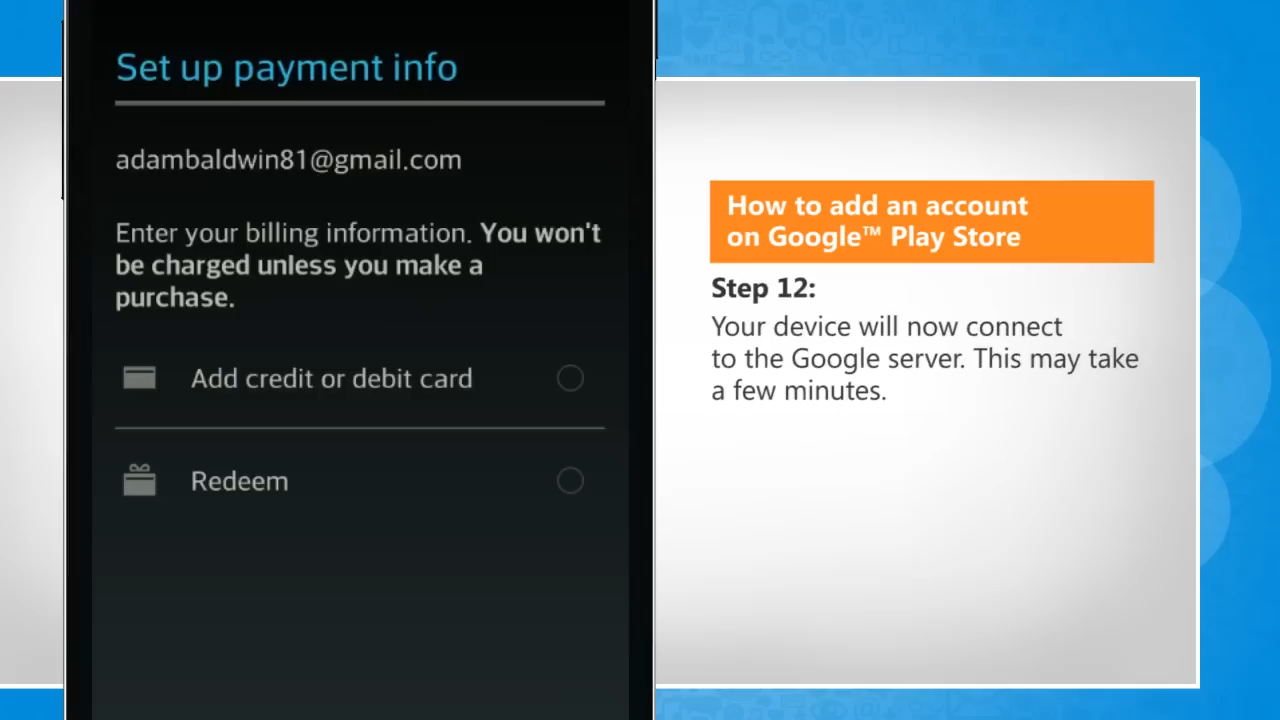 Set up payment info
adambaldwin81@gmail.com
Enter your billing information. You won't
be charged unless you make a
purchase.
Add credit or debit card
Redeem
How to add an account
on Google™ Play Store
Step 12:
Your device will now connect
to the Google server. This may take
a few minutes.